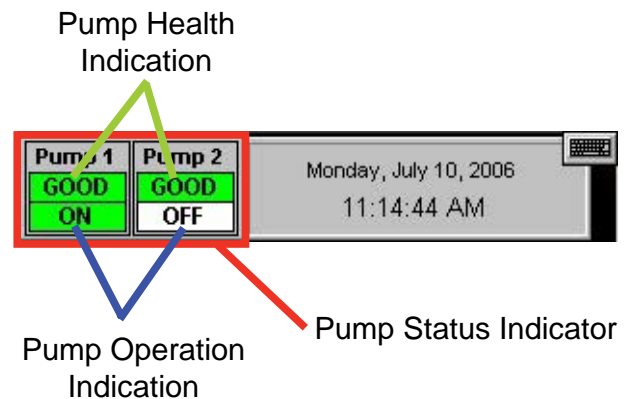 Pump Health
Indication
Pump 1 Pump 2
GOOD GOOD
ON OFF
Monday, July 10, 2006
11:14:44 AM
Pump Status Indicator
Pump Operation
Indication